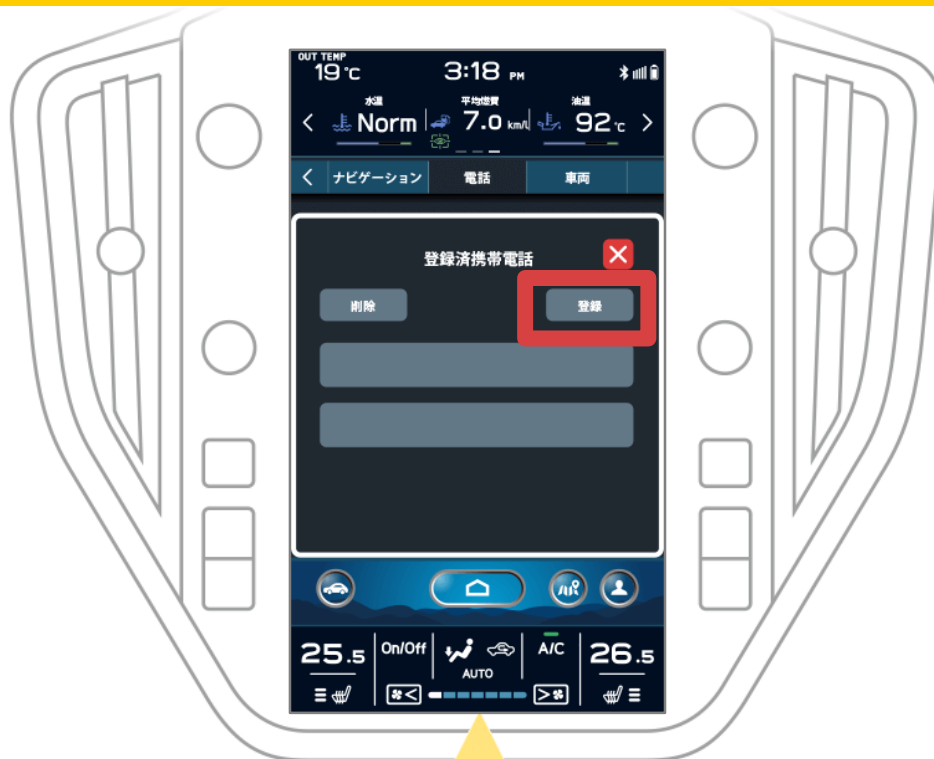 OUT TEMP
19 °C 3:18 PM
水温 平均燃費 油温
Norm 7.0 km/L 92 °C
ナビゲーション 電話 車両
登録済携帯電話
削除 登録
25.5 On/Off AUTO A/C 26.5